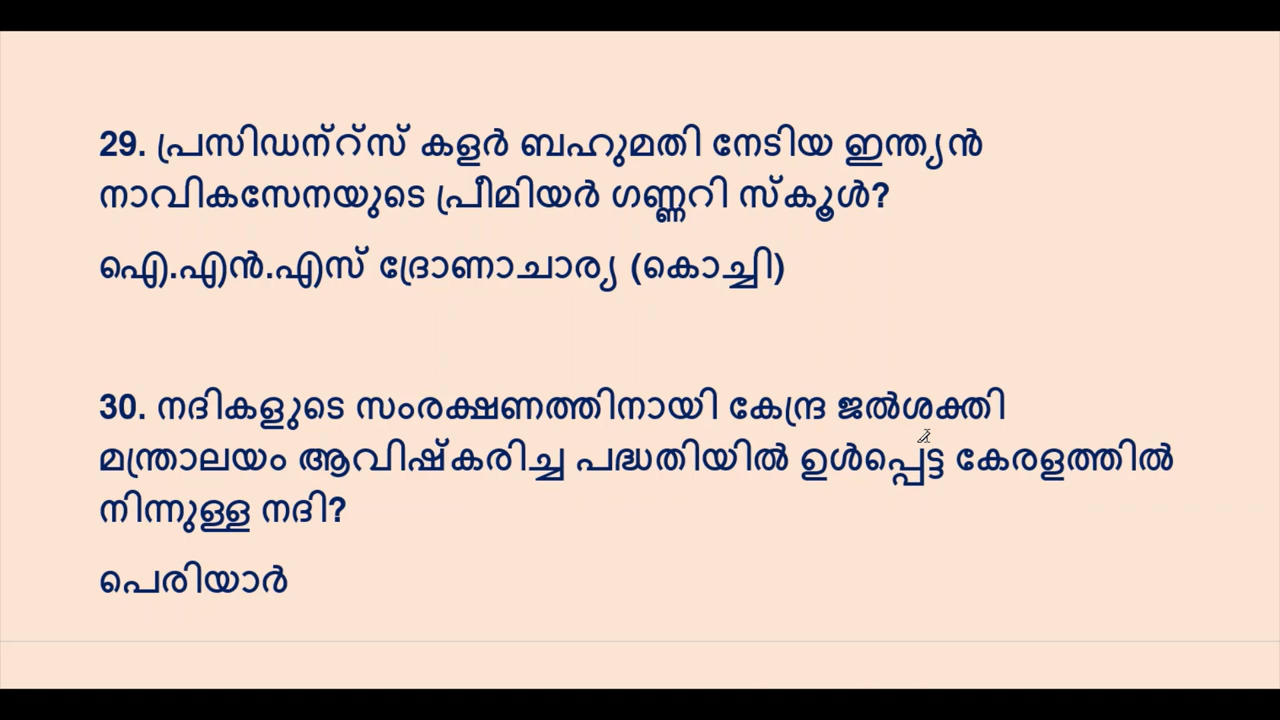 29. പ്രസിഡന്റ്സ് കളർ ബഹുമതി നേടിയ ഇന്ത്യൻ
നാവികസേനയുടെ പ്രീമിയർ ഗണ്ണറി സ്കൂൾ?
ഐ.എൻ.എസ് ദ്രോണാചാര്യ (കൊച്ചി)
30. നദികളുടെ സംരക്ഷണത്തിനായി കേന്ദ്ര ജൽശക്തി
മന്ത്രാലയം ആവിഷ്കരിച്ച പദ്ധതിയിൽ ഉൾപ്പെട്ട കേരളത്തിൽ
നിന്നുള്ള നദി?
പെരിയാർ